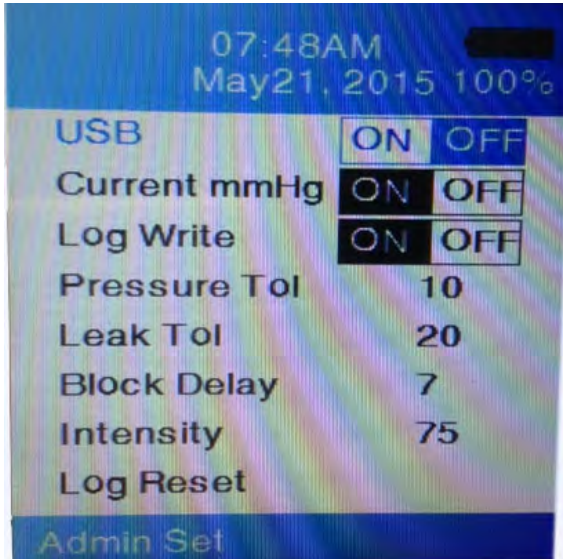 07:48AM
May21, 2015 100%
USB ON OFF
Current mmHg ON OFF
Log Write ON OFF
Pressure Tol 10
Leak Tol 20
Block Delay 7
Intensity 75
Log Reset
Admin Set